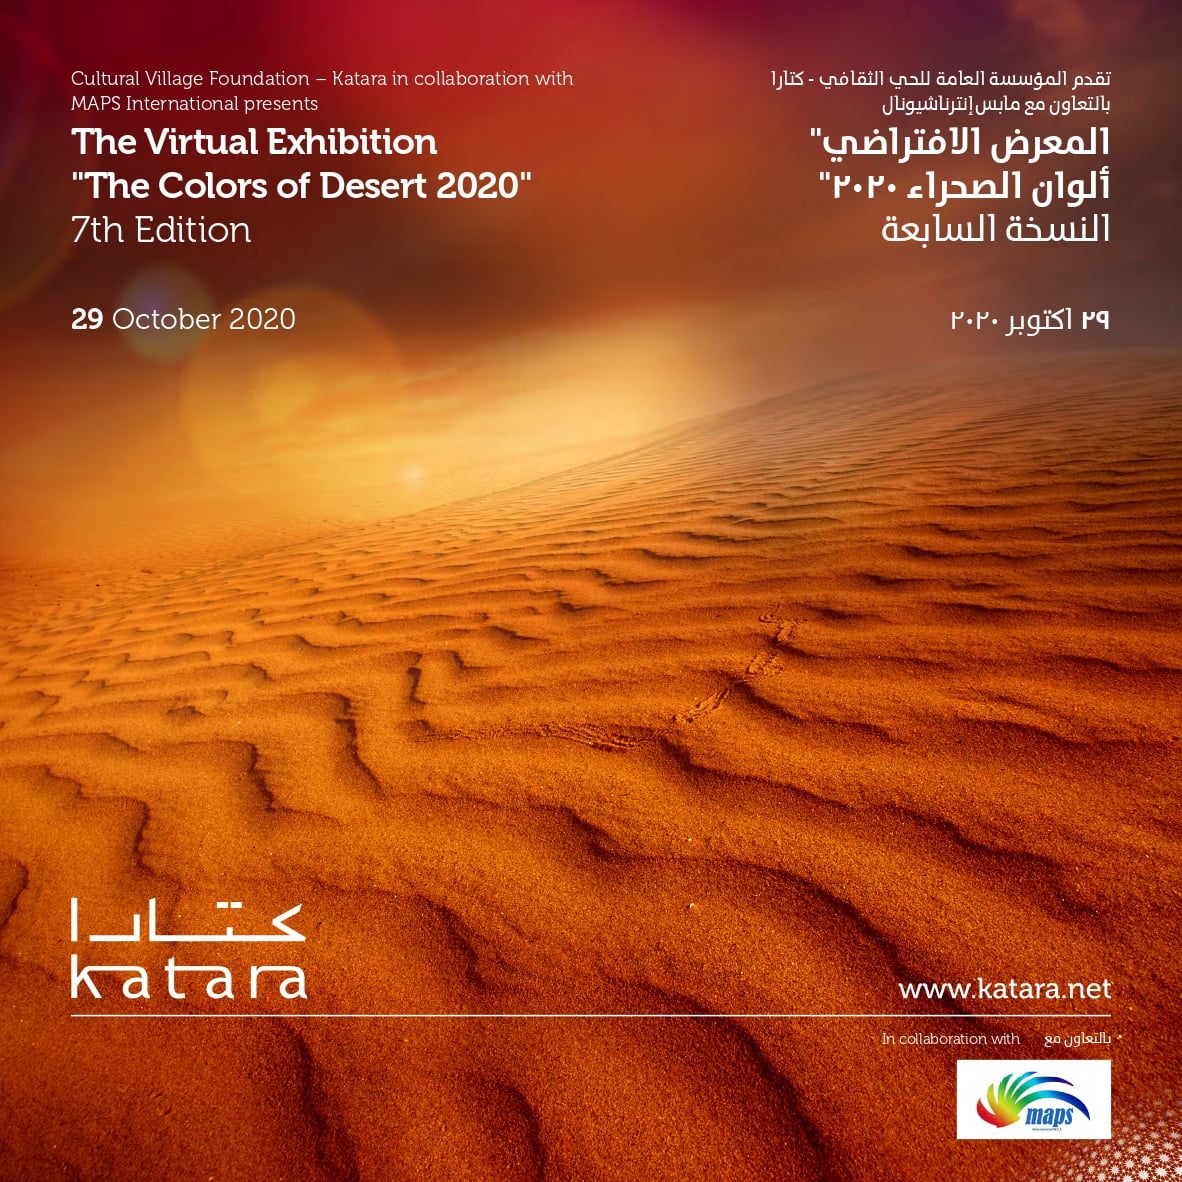 Cultural Village Foundation – Katara in collaboration with
MAPS International presents
The Virtual Exhibition
"The Colors of Desert 2020"
7th Edition
29 October 2020
تقدم المؤسسة العامة للحي الثقافي - كتارا
بالتعاون مع مابس إنترناشيونال
المعرض الافتراضي"
ألوان الصحراء ٢٠٢٠"
النسخة السابعة
٢٩ اكتوبر ٢٠٢٠
كتارا
katara
www.katara.net
In collaboration with بالتعاون مع *
maps